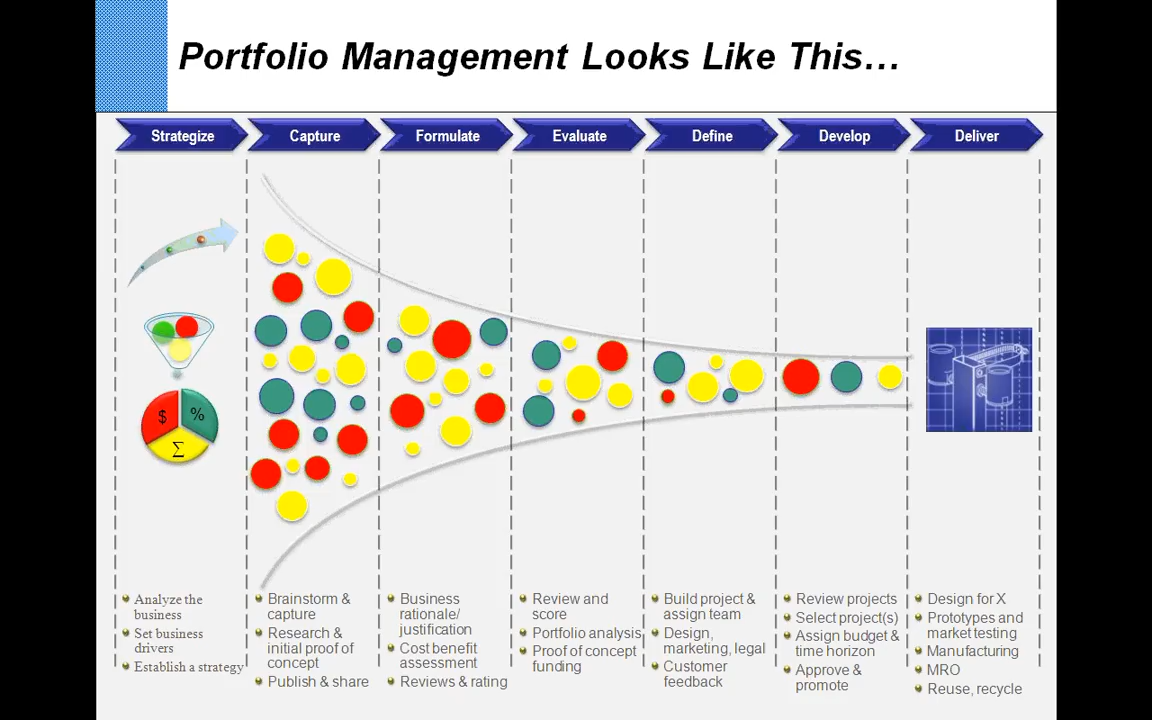 Portfolio Management Looks Like This...
Strategize
Capture
Formulate
Evaluate
Define
Develop
Deliver
$
%
∑
Analyze the
business
Set business
drivers
Establish a strategy
Brainstorm &
capture
Research &
initial proof of
concept
Publish & share
Business
rationale/
justification
Cost benefit
assessment
Reviews & rating
Review and
score
Portfolio analysis
Proof of concept
funding
Build project &
assign team
Design,
marketing, legal
Customer
feedback
Review projects
Select project(s)
Assign budget &
time horizon
Approve &
promote
Design for X
Prototypes and
market testing
Manufacturing
MRO
Reuse, recycle